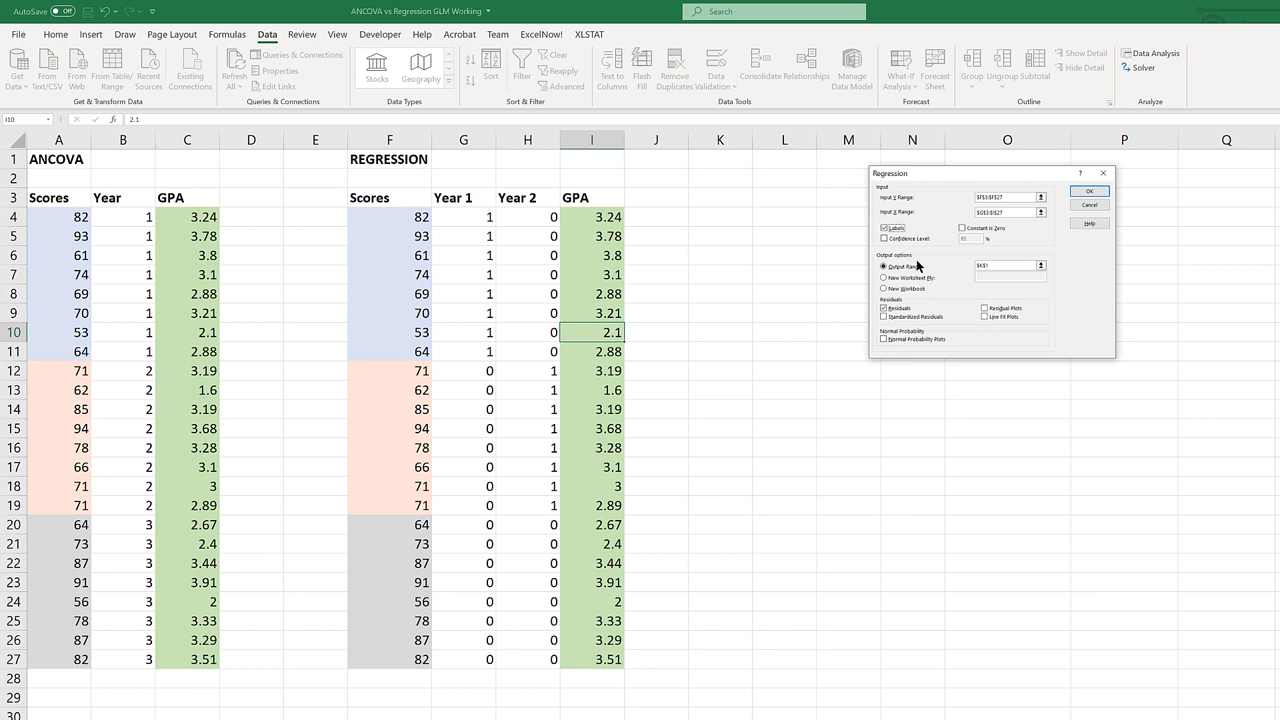 AutoSave Off
ANCOVA vs Regression GLM Working
Search
File Home Insert Draw Page Layout Formulas Data Review View Developer Help Acrobat Team ExcelNow! XLSTAT
Get Data From Text/CSV From Web From Table/ Range Recent Sources Existing Connections
Get & Transform Data
Refresh All Queries & Connections Properties Edit Links
Queries & Connections
Stocks Geography
Data Types
Sort Filter Clear Reapply Advanced
Sort & Filter
Text to Columns Flash Fill Remove Duplicates Data Validation Consolidate Relationships Manage Data Model
Data Tools
What-If Analysis Forecast Sheet
Forecast
Group Ungroup Subtotal Show Detail Hide Detail
Outline
Data Analysis Solver
Analyze
I10 fx 2.1
A B C D E F G H I J K L M N O P Q
1 ANCOVA REGRESSION
2
3 Scores Year GPA Scores Year 1 Year 2 GPA
4 82 1 3.24 82 1 0 3.24
5 93 1 3.78 93 1 0 3.78
6 61 1 3.8 61 1 0 3.8
7 74 1 3.1 74 1 0 3.1
8 69 1 2.88 69 1 0 2.88
9 70 1 3.21 70 1 0 3.21
10 53 1 2.1 53 1 0 2.1
11 64 1 2.88 64 1 0 2.88
12 71 2 3.19 71 0 1 3.19
13 62 2 1.6 62 0 1 1.6
14 85 2 3.19 85 0 1 3.19
15 94 2 3.68 94 0 1 3.68
16 78 2 3.28 78 0 1 3.28
17 66 2 3.1 66 0 1 3.1
18 71 2 3 71 0 1 3
19 71 2 2.89 71 0 1 2.89
20 64 3 2.67 64 0 0 2.67
21 73 3 2.4 73 0 0 2.4
22 87 3 3.44 87 0 0 3.44
23 91 3 3.91 91 0 0 3.91
24 56 3 2 56 0 0 2
25 78 3 3.33 78 0 0 3.33
26 87 3 3.29 87 0 0 3.29
27 82 3 3.51 82 0 0 3.51
28
29
30
Regression ?
Input
Input Y Range: $F$3:$F$27
Input X Range: $G$3:$I$27
Labels Constant is Zero
Confidence Level: 95 %
OK
Cancel
Help
Output options
Output $K$1
New Worksheet Ply:
New Workbook
Residuals
Residuals Residual Plots
Standardized Residuals Line Fit Plots
Normal Probability
Normal Probability Plots